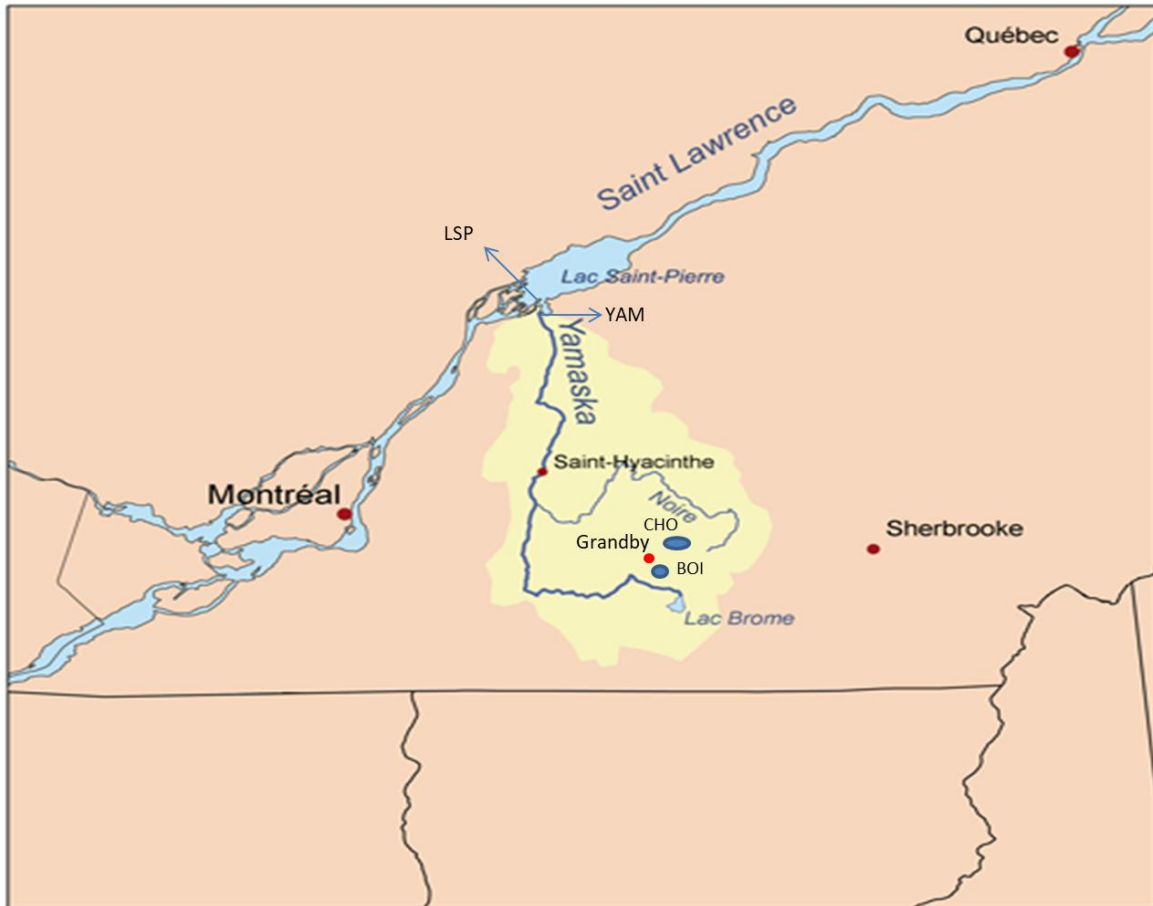 Québec
Saint Lawrence
LSP
Lac Saint-Pierre
YAM
Yamaska
Saint-Hyacinthe
Montréal
Noire
CHO
Sherbrooke
Grandby
BOI
Lac Brome